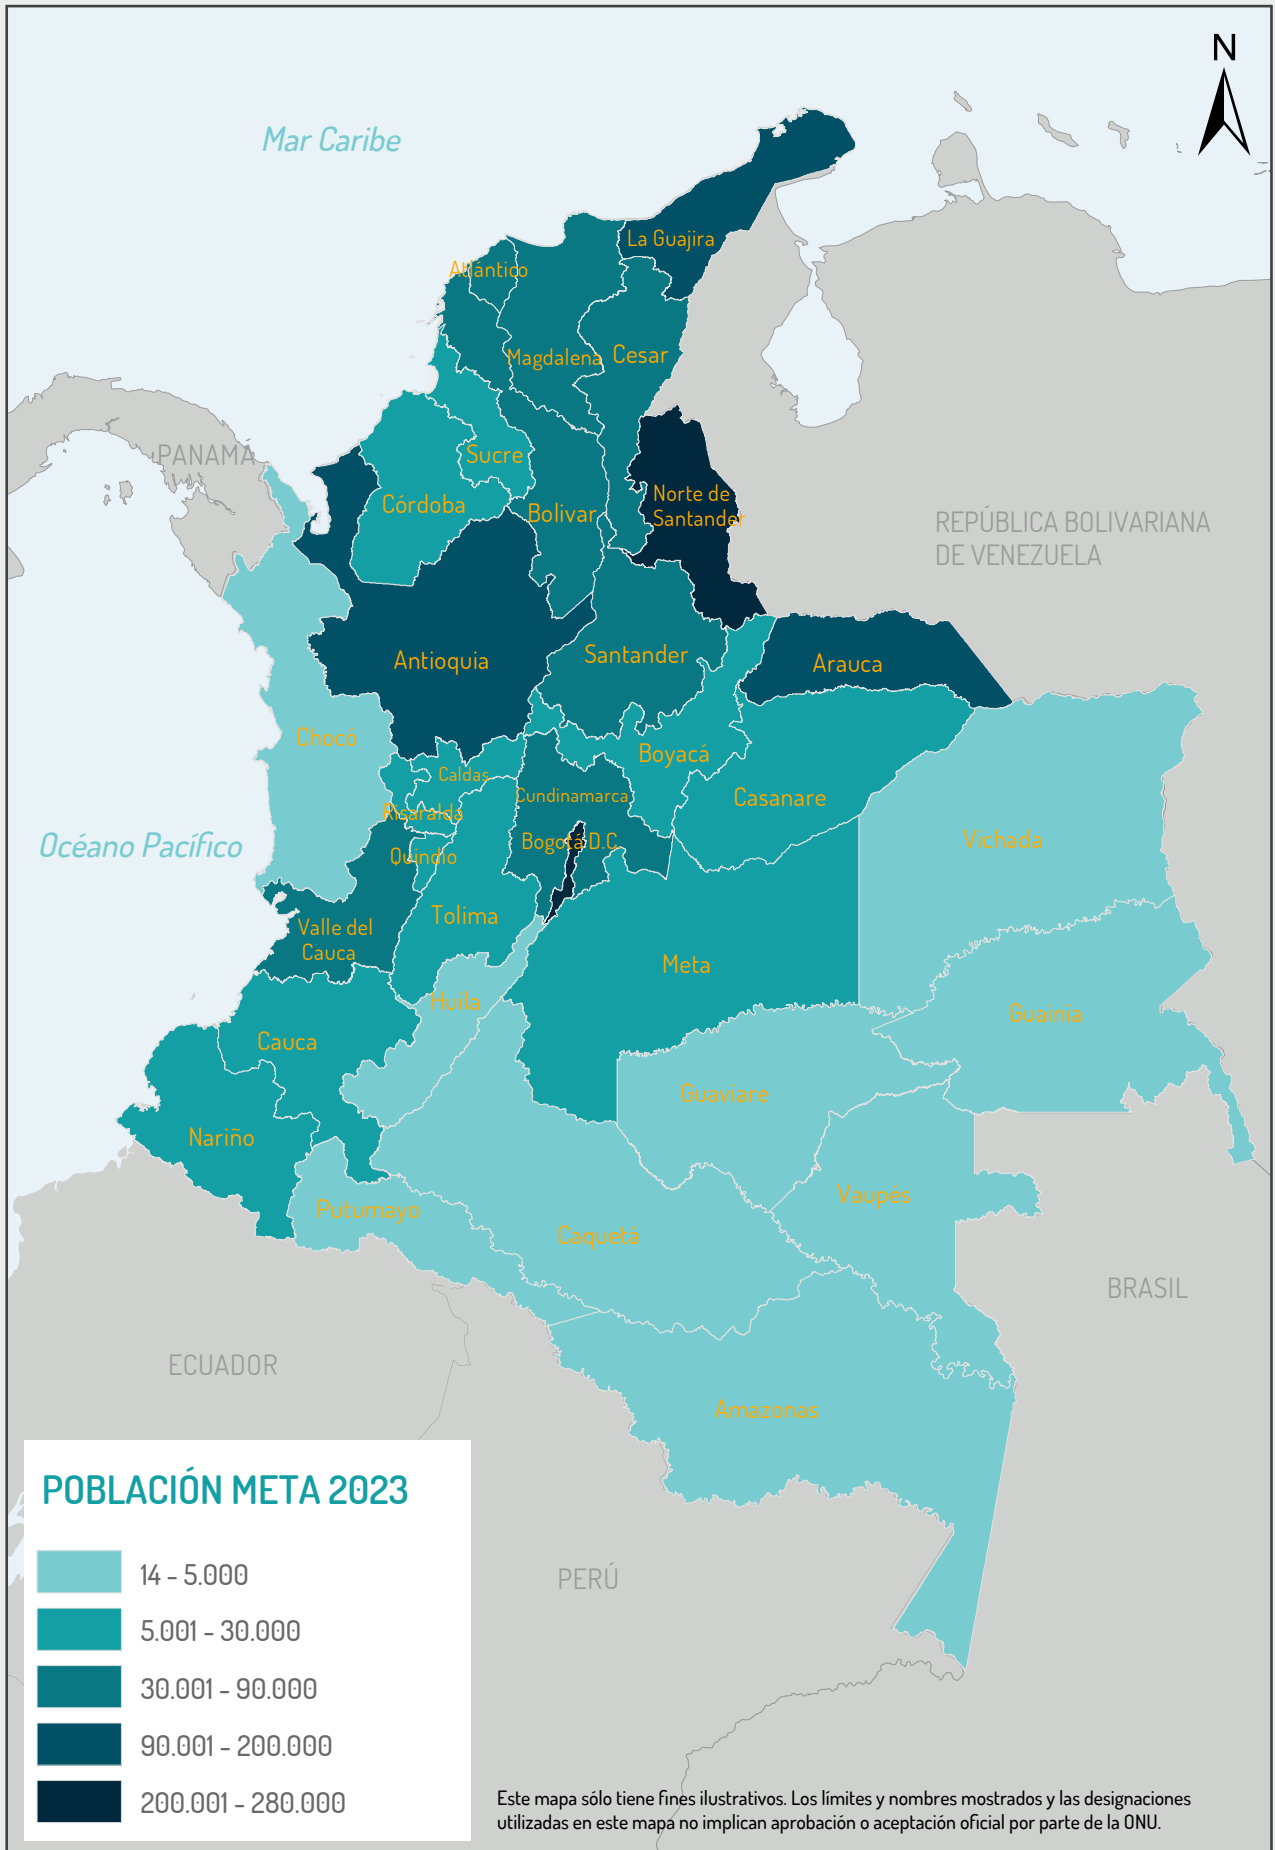 N
Mar Caribe
La Guajira
Atlántico
Magdalena
Cesar
PANAMÁ
Sucre
Córdoba
Bolivar
Norte de
Santander
REPÚBLICA BOLIVARIANA
DE VENEZUELA
Antioquia
Santander
Arauca
Chocó
Boyacá
Caldas
Cundinamarca
Casanare
Risaralda
Océano Pacífico
Bogotá D.C.
Vichada
Quindio
Tolima
Valle del
Cauca
Meta
Huila
Guainía
Cauca
Guaviare
Nariño
Vaupés
Putumayo
Caquetá
BRASIL
ECUADOR
Amazonas
POBLACIÓN META 2023
14 - 5.000
5.001 - 30.000
30.001 - 90.000
90.001 - 200.000
200.001 - 280.000
PERÚ
Este mapa sólo tiene fines ilustrativos. Los límites y nombres mostrados y las designaciones
utilizadas en este mapa no implican aprobación o aceptación oficial por parte de la ONU.